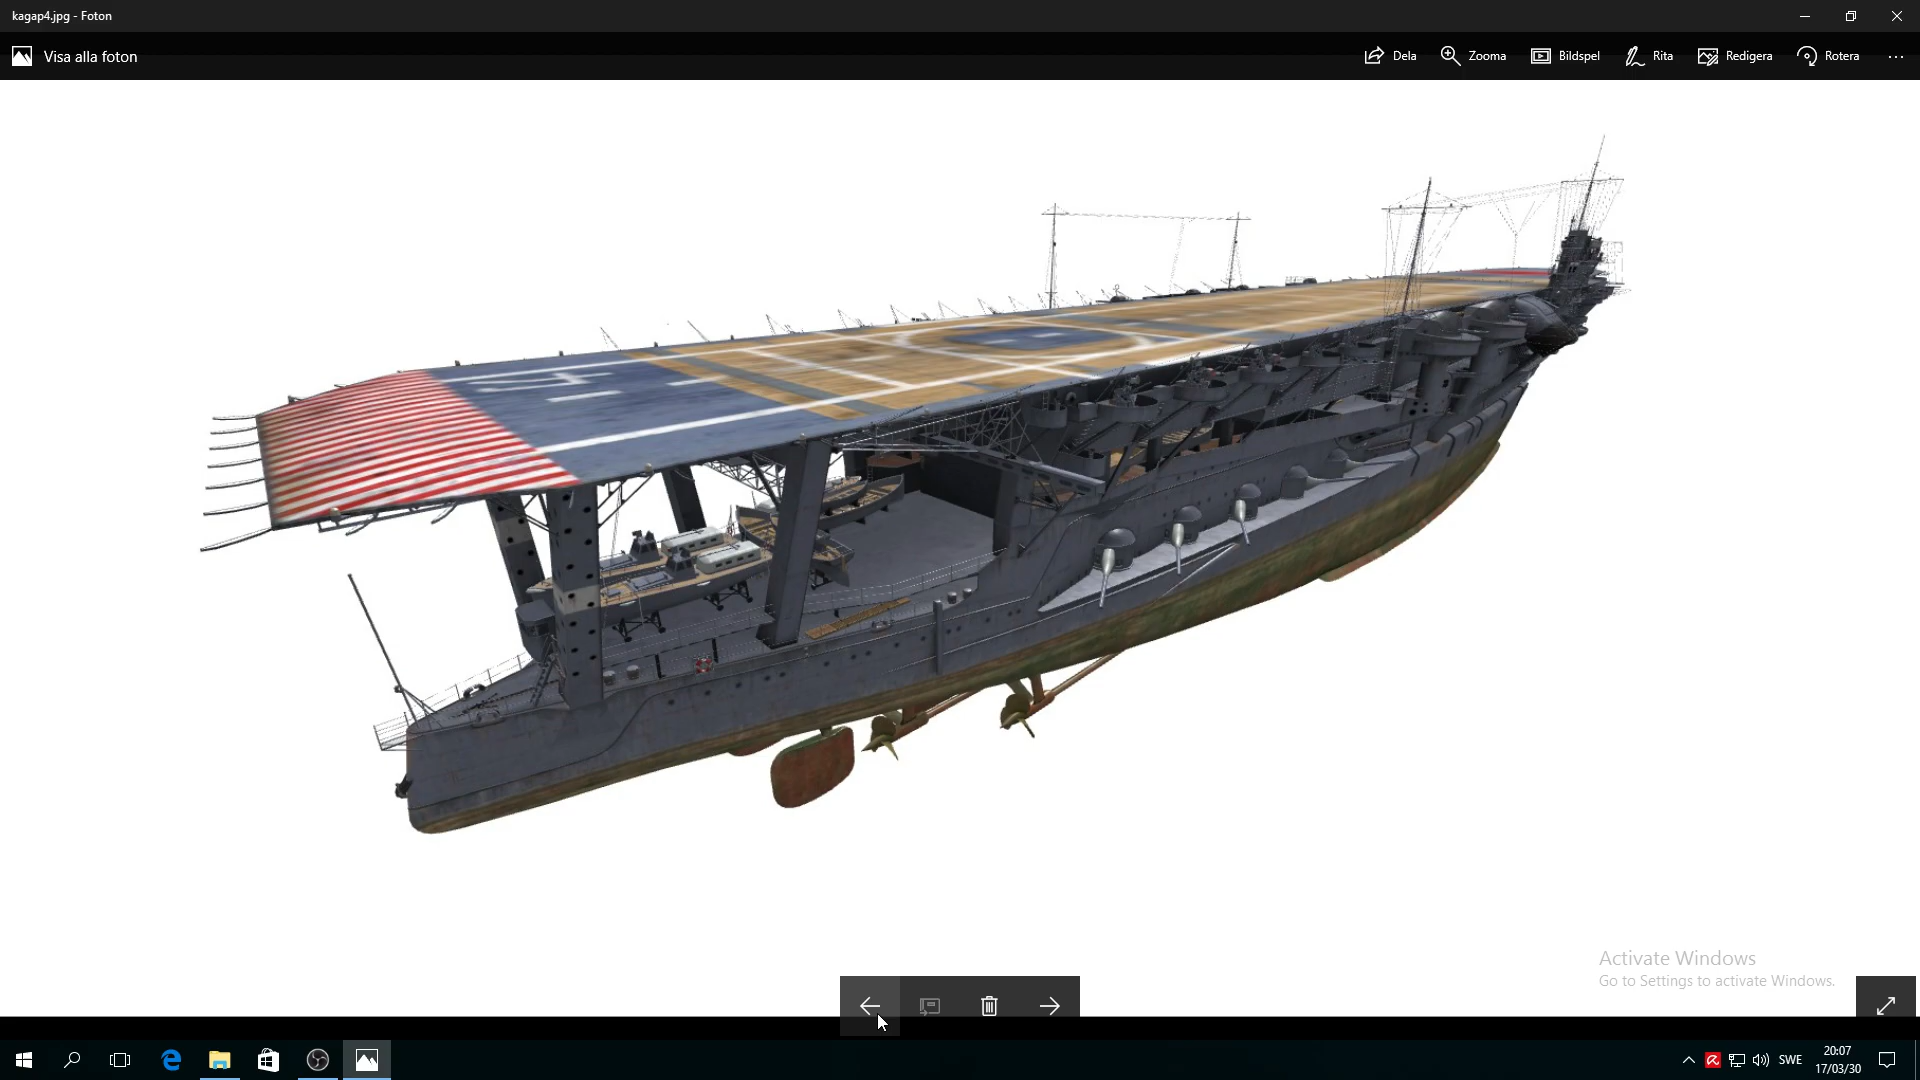 kagap4.jpg - Foton
Visa alla foton
Dela
Zooma
Bildspel
Rita
Redigera
Rotera
Activate Windows
Go to Settings to activate Windows.
SWE
20:07
17/03/30